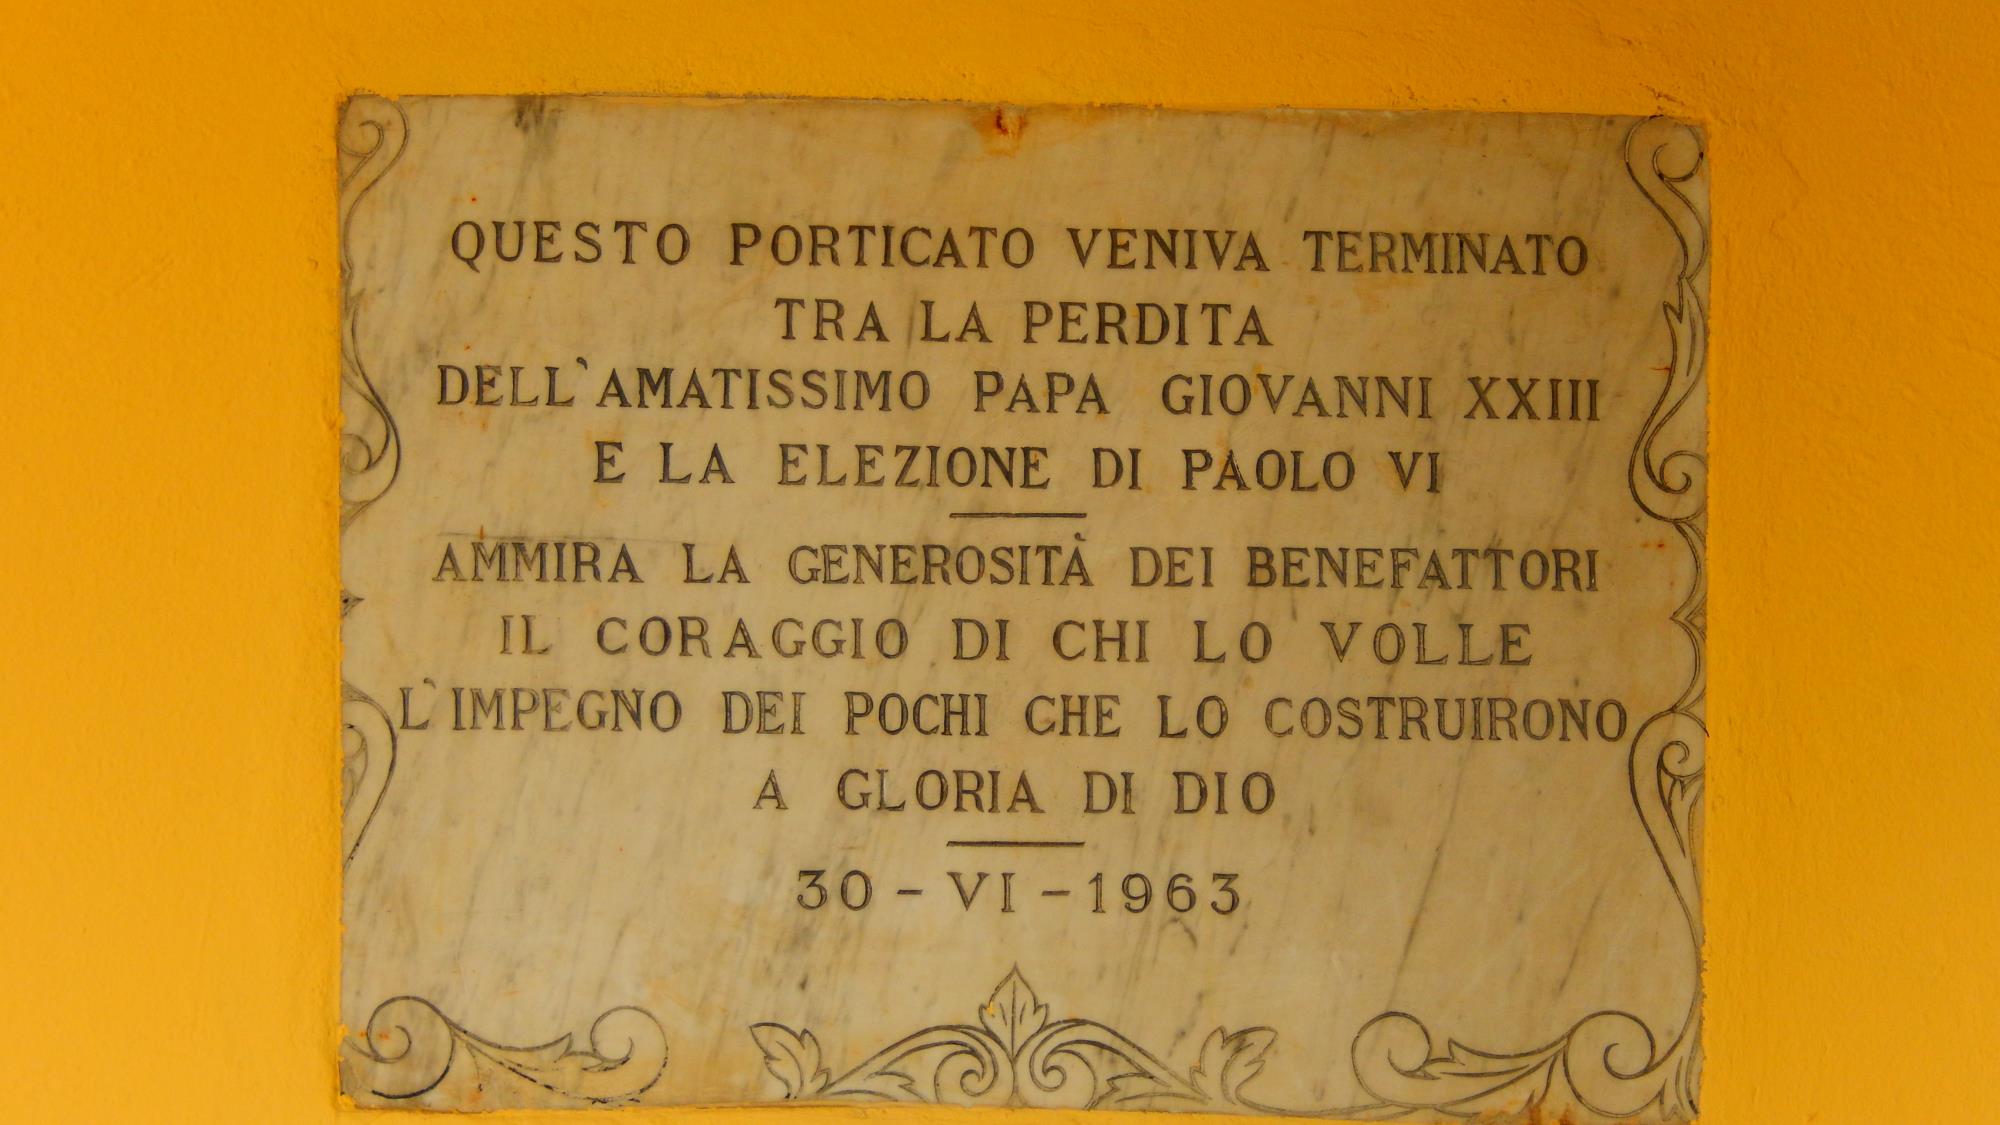 QUESTO PORTICATO VENIVA TERMINATO
TRA LA PERDITA
DELL'AMATISSIMO PAPA GIOVANNI XXIII
E LA ELEZIONE DI PAOLO VI
AMMIRA LA GENEROSITÀ DEI BENEFATTORI
IL CORAGGIO DI CHI LO VOLLE
L'IMPEGNO DEI POCHI CHE LO COSTRUIRONO
A GLORIA DI DIO
30-VI-1963